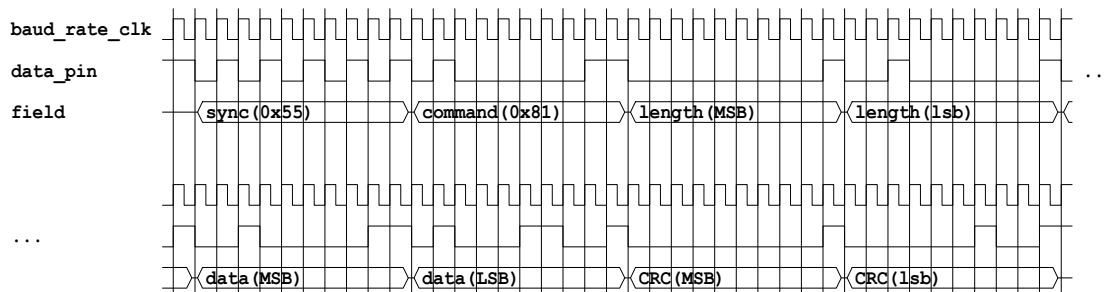 baud_rate_clk
data_pin ..
field sync(0x55) command(0x81) length(MSB) length(lsb)
...
data(MSB) data(LSB) CRC(MSB) CRC(lsb)